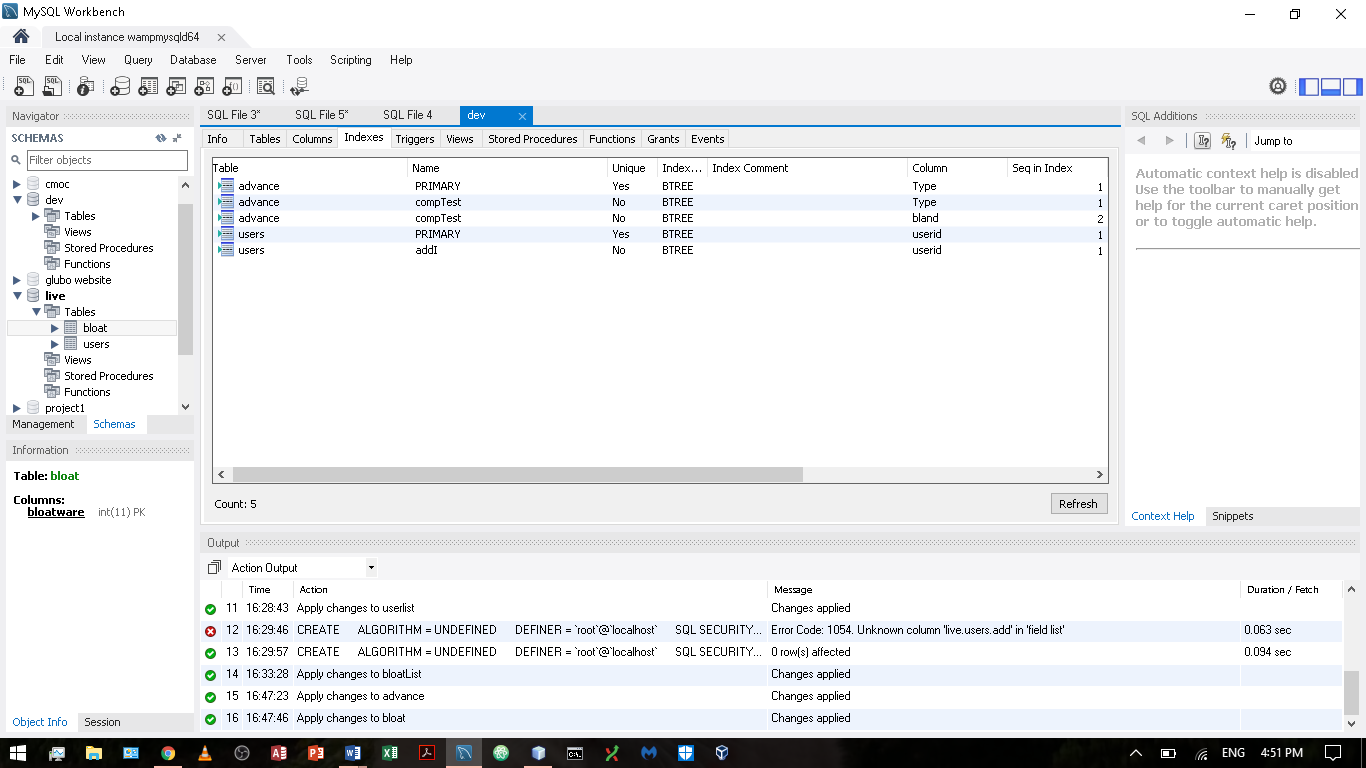 MySQL Workbench
Local instance wampmysqld64
File Edit View Query Database Server Tools Scripting Help
Navigator
SCHEMAS
Filter objects
cmoc
dev
Tables
Views
Stored Procedures
Functions
glubo website
live
Tables
bloat
users
Views
Stored Procedures
Functions
project1
Management Schemas
Information
Table: bloat
Columns:
bloatware int(11) PK
Object Info Session
SQL File 3* SQL File 5* SQL File 4 dev
Info Tables Columns Indexes Triggers Views Stored Procedures Functions Grants Events
Table Name Unique Index... Index Comment Column Seq in Index
advance PRIMARY Yes BTREE Type 1
advance compTest No BTREE Type 1
advance compTest No BTREE bland 2
users PRIMARY Yes BTREE userid 1
users addI No BTREE userid 1
Count: 5
Refresh
SQL Additions
Jump to
Automatic context help is disabled
Use the toolbar to manually get
help for the current caret position
or to toggle automatic help.
Context Help Snippets
Output
Action Output
Time Action Message Duration / Fetch
11 16:28:43 Apply changes to userlist Changes applied
12 16:29:46 CREATE ALGORITHM = UNDEFINED DEFINER = `root`@`localhost` SQL SECURITY... Error Code: 1054. Unknown column 'live.users.add' in 'field list' 0.063 sec
13 16:29:57 CREATE ALGORITHM = UNDEFINED DEFINER = `root`@`localhost` SQL SECURITY... 0 row(s) affected 0.094 sec
14 16:33:28 Apply changes to bloatList Changes applied
15 16:47:23 Apply changes to advance Changes applied
16 16:47:46 Apply changes to bloat Changes applied
ENG 4:51 PM